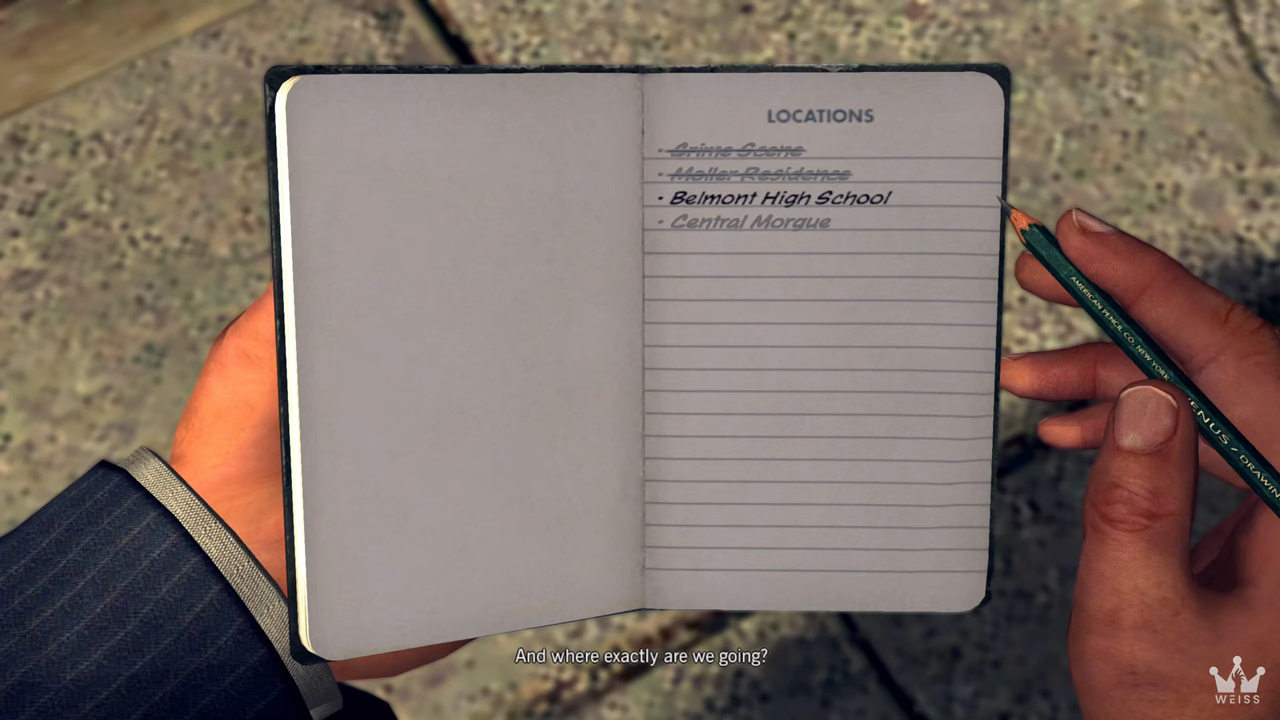 LOCATIONS
• Crime Scene
• Moller Residence
• Belmont High School
• Central Morgue
AMERICAN PENCIL CO. NEW YORK
VENUS / DRAWIN
And where exactly are we going?
WEISS